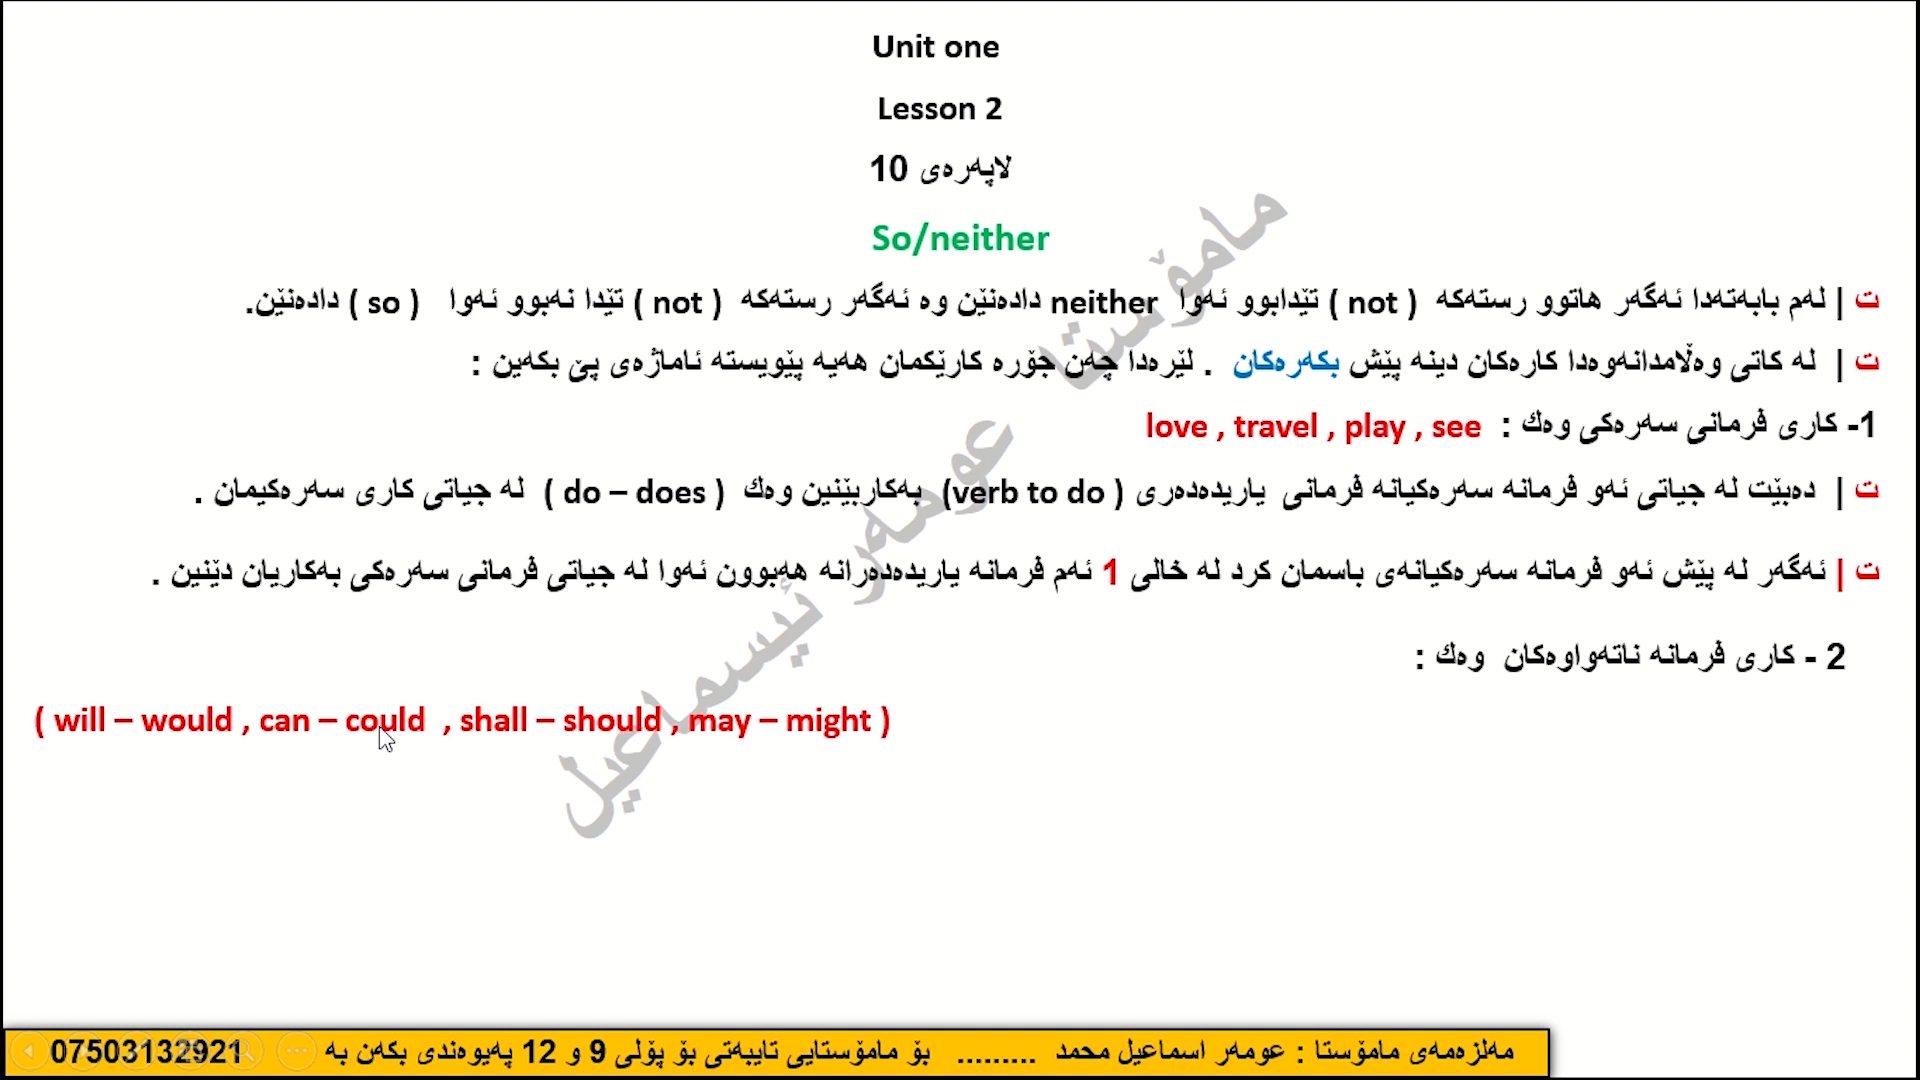 Unit one
Lesson 2
لاپەڕەی 10
So/neither
ت | لەم بابەتەدا ئەگەر هاتوو رستەکە ( not ) تێدابوو ئەوا neither دادەنێن وە ئەگەر رستەکە ( not ) تێدا نەبوو ئەوا ( so ) دادەنێن.
ت | لە کاتی وەڵامدانەوەدا کارەکان دینە پێش بکەرەکان . لێرەدا چەن جۆرە کارێکمان هەیە پێویستە ئاماژەی پێ بکەین :
1- کاری فرمانی سەرەکی وەك : love , travel , play , see
ت | دەبێت لە جیاتی ئەو فرمانە سەرەکیانە فرمانی یاریدەدەری ( verb to do) بەکاربێنین وەك ( do – does ) لە جیاتی کاری سەرەکیمان .
ت | ئەگەر لە پێش ئەو فرمانە سەرەکیانەی باسمان کرد لە خالی 1 ئەم فرمانە یاریدەدەرانە هەبوون ئەوا لە جیاتی فرمانی سەرەکی بەکاریان دێنین .
2 - کاری فرمانە ناتەواوەکان وەك :
( will – would , can – could , shall – should , may – might )
مامۆستا عومەر ئیسماعیل
مەلزەمەی مامۆستا : عومەر اسماعیل محمد ......... بۆ مامۆستایی تایبەتی بۆ پۆلی 9 و 12 پەیوەندی بکەن بە 07503132921